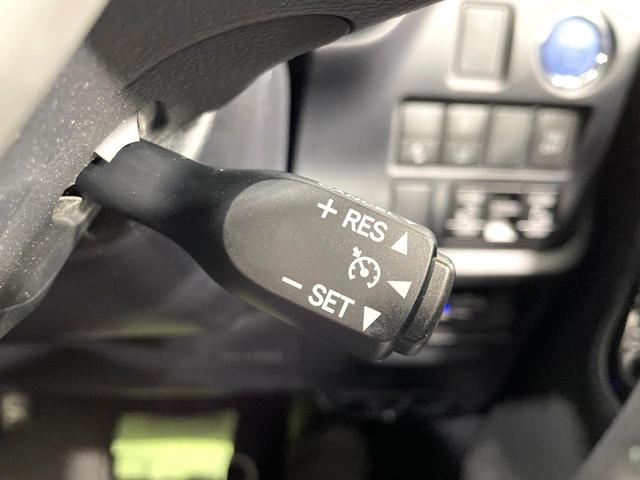 + RES
− SET